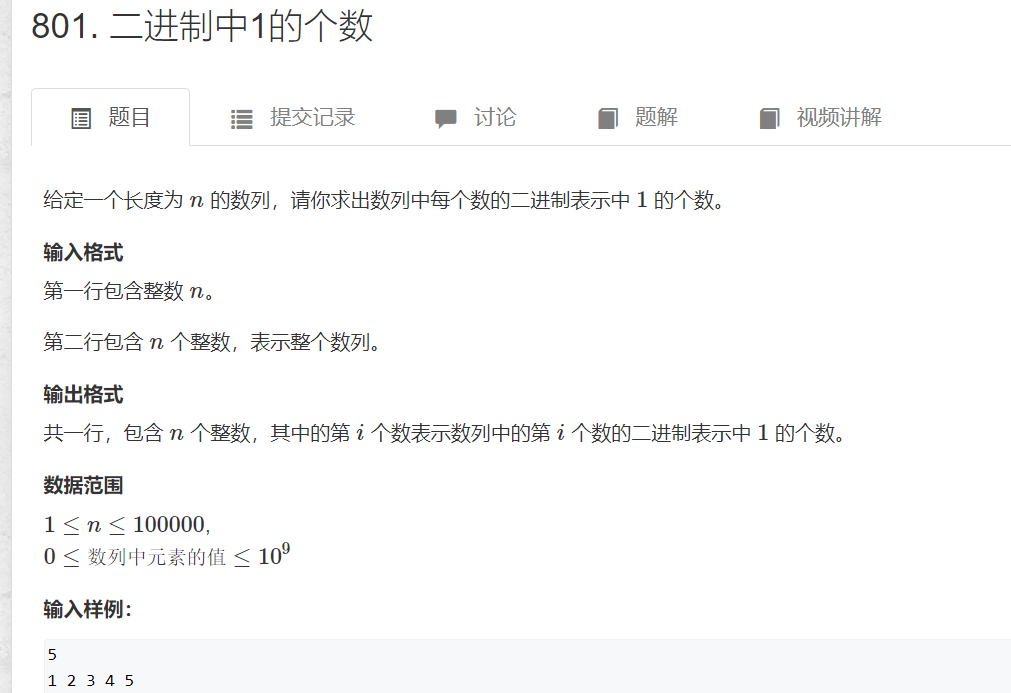 801. 二进制中1的个数
题目 提交记录 讨论 题解 视频讲解
给定一个长度为 n 的数列，请你求出数列中每个数的二进制表示中 1 的个数。
输入格式
第一行包含整数 n。
第二行包含 n 个整数，表示整个数列。
输出格式
共一行，包含 n 个整数，其中的第 i 个数表示数列中的第 i 个数的二进制表示中 1 的个数。
数据范围
1 ≤ n ≤ 100000,
0 ≤ 数列中元素的值 ≤ 10⁹
输入样例：
5
1 2 3 4 5